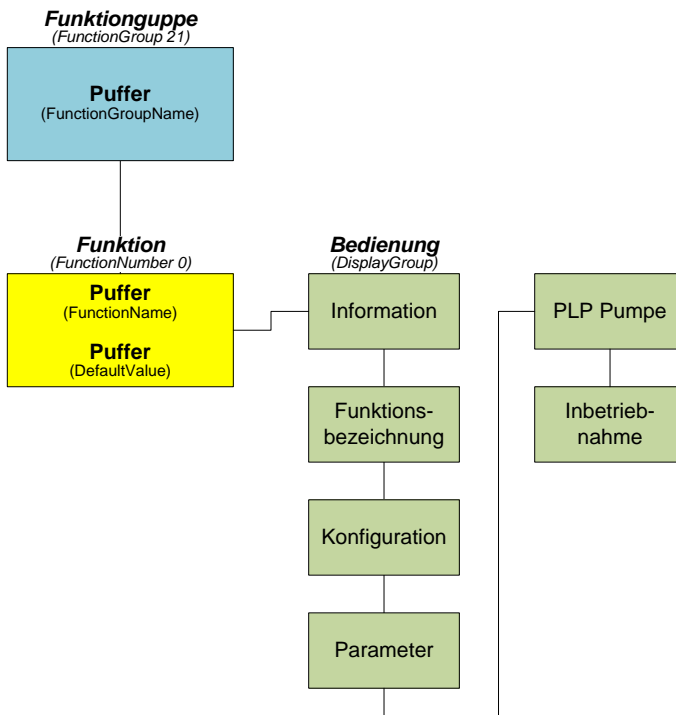 Funktionguppe
(FunctionGroup 21)
Puffer
(FunctionGroupName)
Funktion
(FunctionNumber 0)
Puffer
(FunctionName)
Puffer
(DefaultValue)
Bedienung
(DisplayGroup)
Information
Funktions-
bezeichnung
Konfiguration
Parameter
PLP Pumpe
Inbetrieb-
nahme